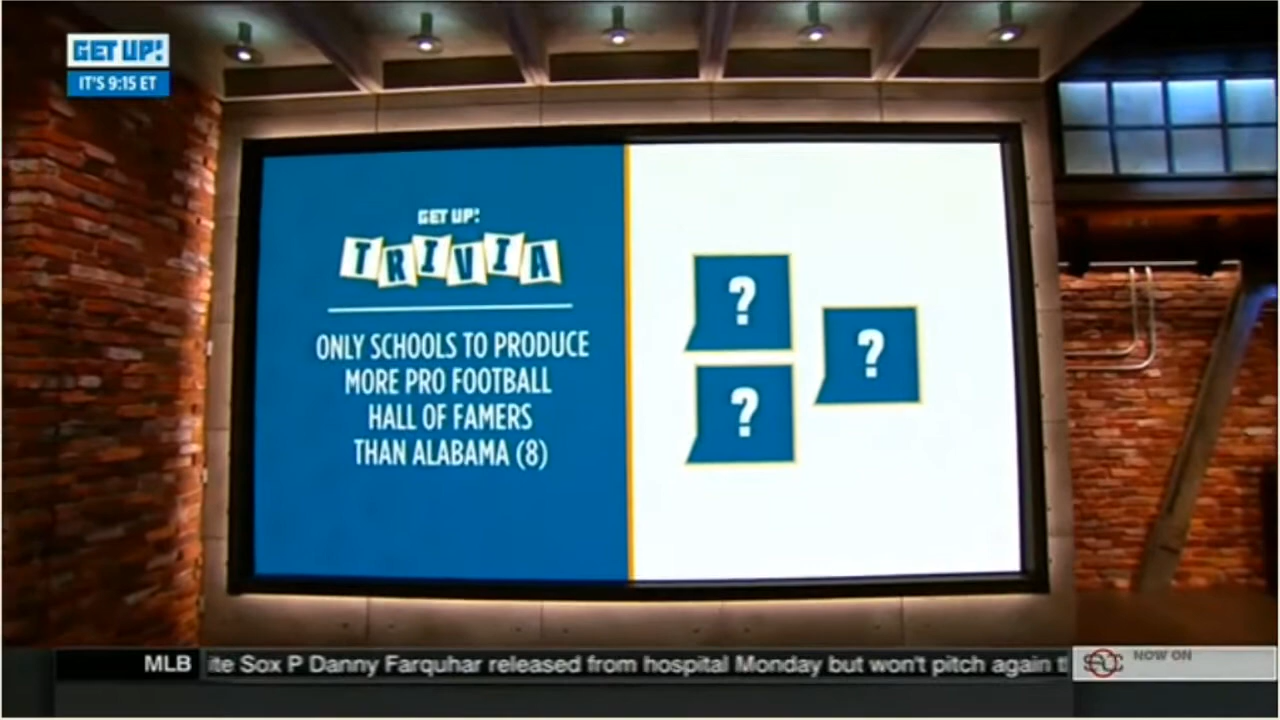 GET UP!
IT'S 9:15 ET
GET UP!
TRIVIA
ONLY SCHOOLS TO PRODUCE
MORE PRO FOOTBALL
HALL OF FAMERS
THAN ALABAMA (8)
?
?
?
MLB
ite Sox P Danny Farquhar released from hospital Monday but won't pitch again t
SC
NOW ON